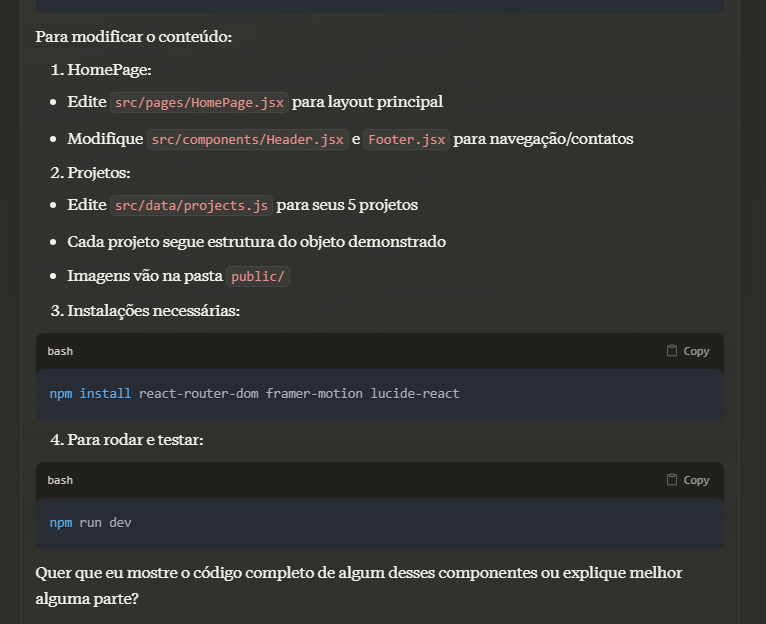 Para modificar o conteúdo:
1. HomePage:
• Edite src/pages/HomePage.jsx para layout principal
• Modifique src/components/Header.jsx e Footer.jsx para navegação/contatos
2. Projetos:
• Edite src/data/projects.js para seus 5 projetos
• Cada projeto segue estrutura do objeto demonstrado
• Imagens vão na pasta public/
3. Instalações necessárias:
bash Copy
npm install react-router-dom framer-motion lucide-react
4. Para rodar e testar:
bash Copy
npm run dev
Quer que eu mostre o código completo de algum desses componentes ou explique melhor
alguma parte?